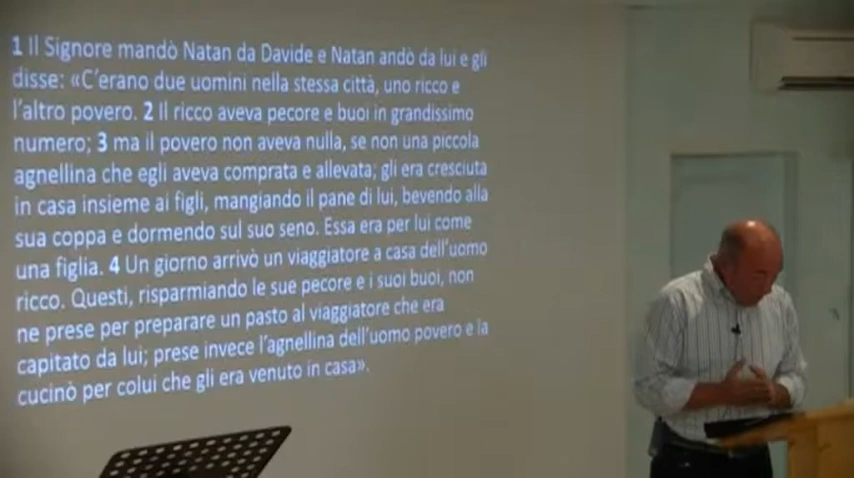 1 Il Signore mandò Natan da Davide e Natan andò da lui e gli
disse: «C'erano due uomini nella stessa città, uno ricco e
l'altro povero. 2 Il ricco aveva pecore e buoi in grandissimo
numero; 3 ma il povero non aveva nulla, se non una piccola
agnellina che egli aveva comprata e allevata; gli era cresciuta
in casa insieme ai figli, mangiando il pane di lui, bevendo alla
sua coppa e dormendo sul suo seno. Essa era per lui come
una figlia. 4 Un giorno arrivò un viaggiatore a casa dell'uomo
ricco. Questi, risparmiando le sue pecore e i suoi buoi, non
ne prese per preparare un pasto al viaggiatore che era
capitato da lui; prese invece l'agnellina dell'uomo povero e la
cucinò per colui che gli era venuto in casa».